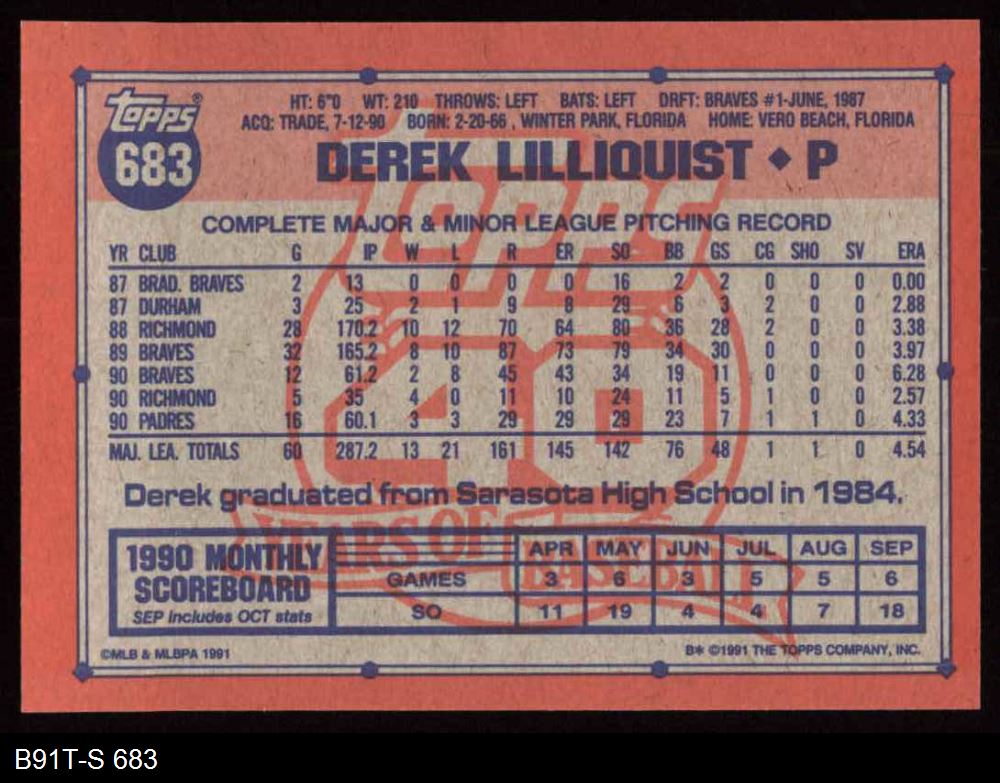 TOPPS®
683
HT: 6"0 WT: 210 THROWS: LEFT BATS: LEFT DRFT: BRAVES #1-JUNE, 1987
ACQ: TRADE, 7-12-90 BORN: 2-20-66 , WINTER PARK, FLORIDA HOME: VERO BEACH, FLORIDA
DEREK LILLIQUIST ♦ P
TOPPS
40
YEARS OF
BASEBALL
COMPLETE MAJOR & MINOR LEAGUE PITCHING RECORD
YR CLUB G IP W L R ER SO BB GS CG SHO SV ERA
87 BRAD. BRAVES 2 13 0 0 0 0 16 2 2 0 0 0 0.00
87 DURHAM 3 25 2 1 9 8 29 6 3 2 0 0 2.88
88 RICHMOND 28 170.2 10 12 70 64 80 36 28 2 0 0 3.38
89 BRAVES 32 165.2 8 10 87 73 79 34 30 0 0 0 3.97
90 BRAVES 12 61.2 2 8 45 43 34 19 11 0 0 0 6.28
90 RICHMOND 5 35 4 0 11 10 24 11 5 1 0 0 2.57
90 PADRES 16 60.1 3 3 29 29 29 23 7 1 1 0 4.33
MAJ. LEA. TOTALS 60 287.2 13 21 161 145 142 76 48 1 1 0 4.54
Derek graduated from Sarasota High School in 1984.
1990 MONTHLY
SCOREBOARD
SEP includes OCT stats
APR MAY JUN JUL AUG SEP
GAMES 3 6 3 5 5 6
SO 11 19 4 4 7 18
©MLB & MLBPA 1991
B* ©1991 THE TOPPS COMPANY, INC.
B91T-S 683